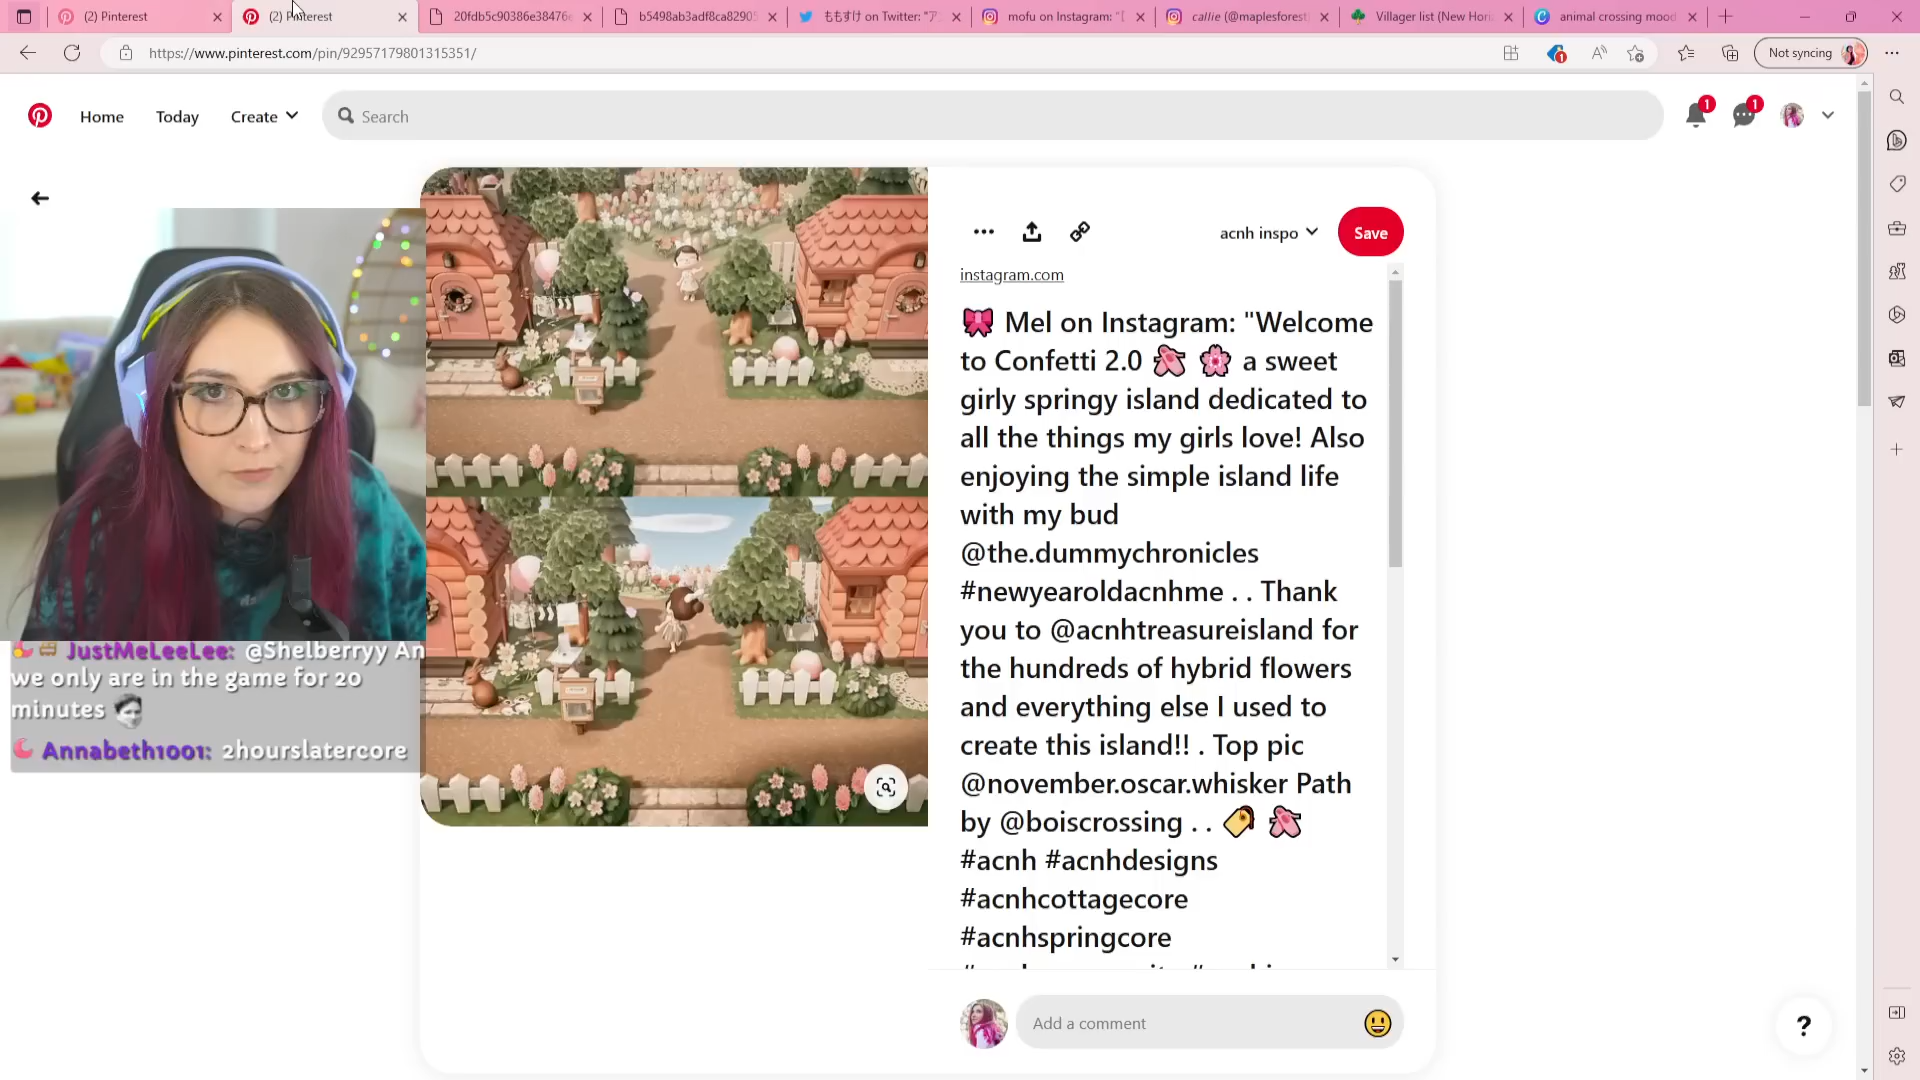 (2) Pinterest
(2) Pinterest
20fdb5c90386e38476
b5498ab3adf8ca8290
ももすけ on Twitter: "ア
mofu on Instagram: "
callie (@maplesforest
Villager list (New Hori
animal crossing mood
https://www.pinterest.com/pin/92957179801315351/
1
Not syncing
Home
Today
Create
Search
1
1
acnh inspo
Save
instagram.com
🎀 Mel on Instagram: "Welcome
to Confetti 2.0 🩰 🌸 a sweet
girly springy island dedicated to
all the things my girls love! Also
enjoying the simple island life
with my bud
@the.dummychronicles
#newyearoldacnhme . . Thank
you to @acnhtreasureisland for
the hundreds of hybrid flowers
and everything else I used to
create this island!! . Top pic
@november.oscar.whisker Path
by @boiscrossing . . 🏷 🩰
#acnh #acnhdesigns
#acnhcottagecore
#acnhspringcore
JustMeLeeLee: @Shelberryy An
we only are in the game for 20
minutes
Annabeth1001: 2hourslatercore
Add a comment
?